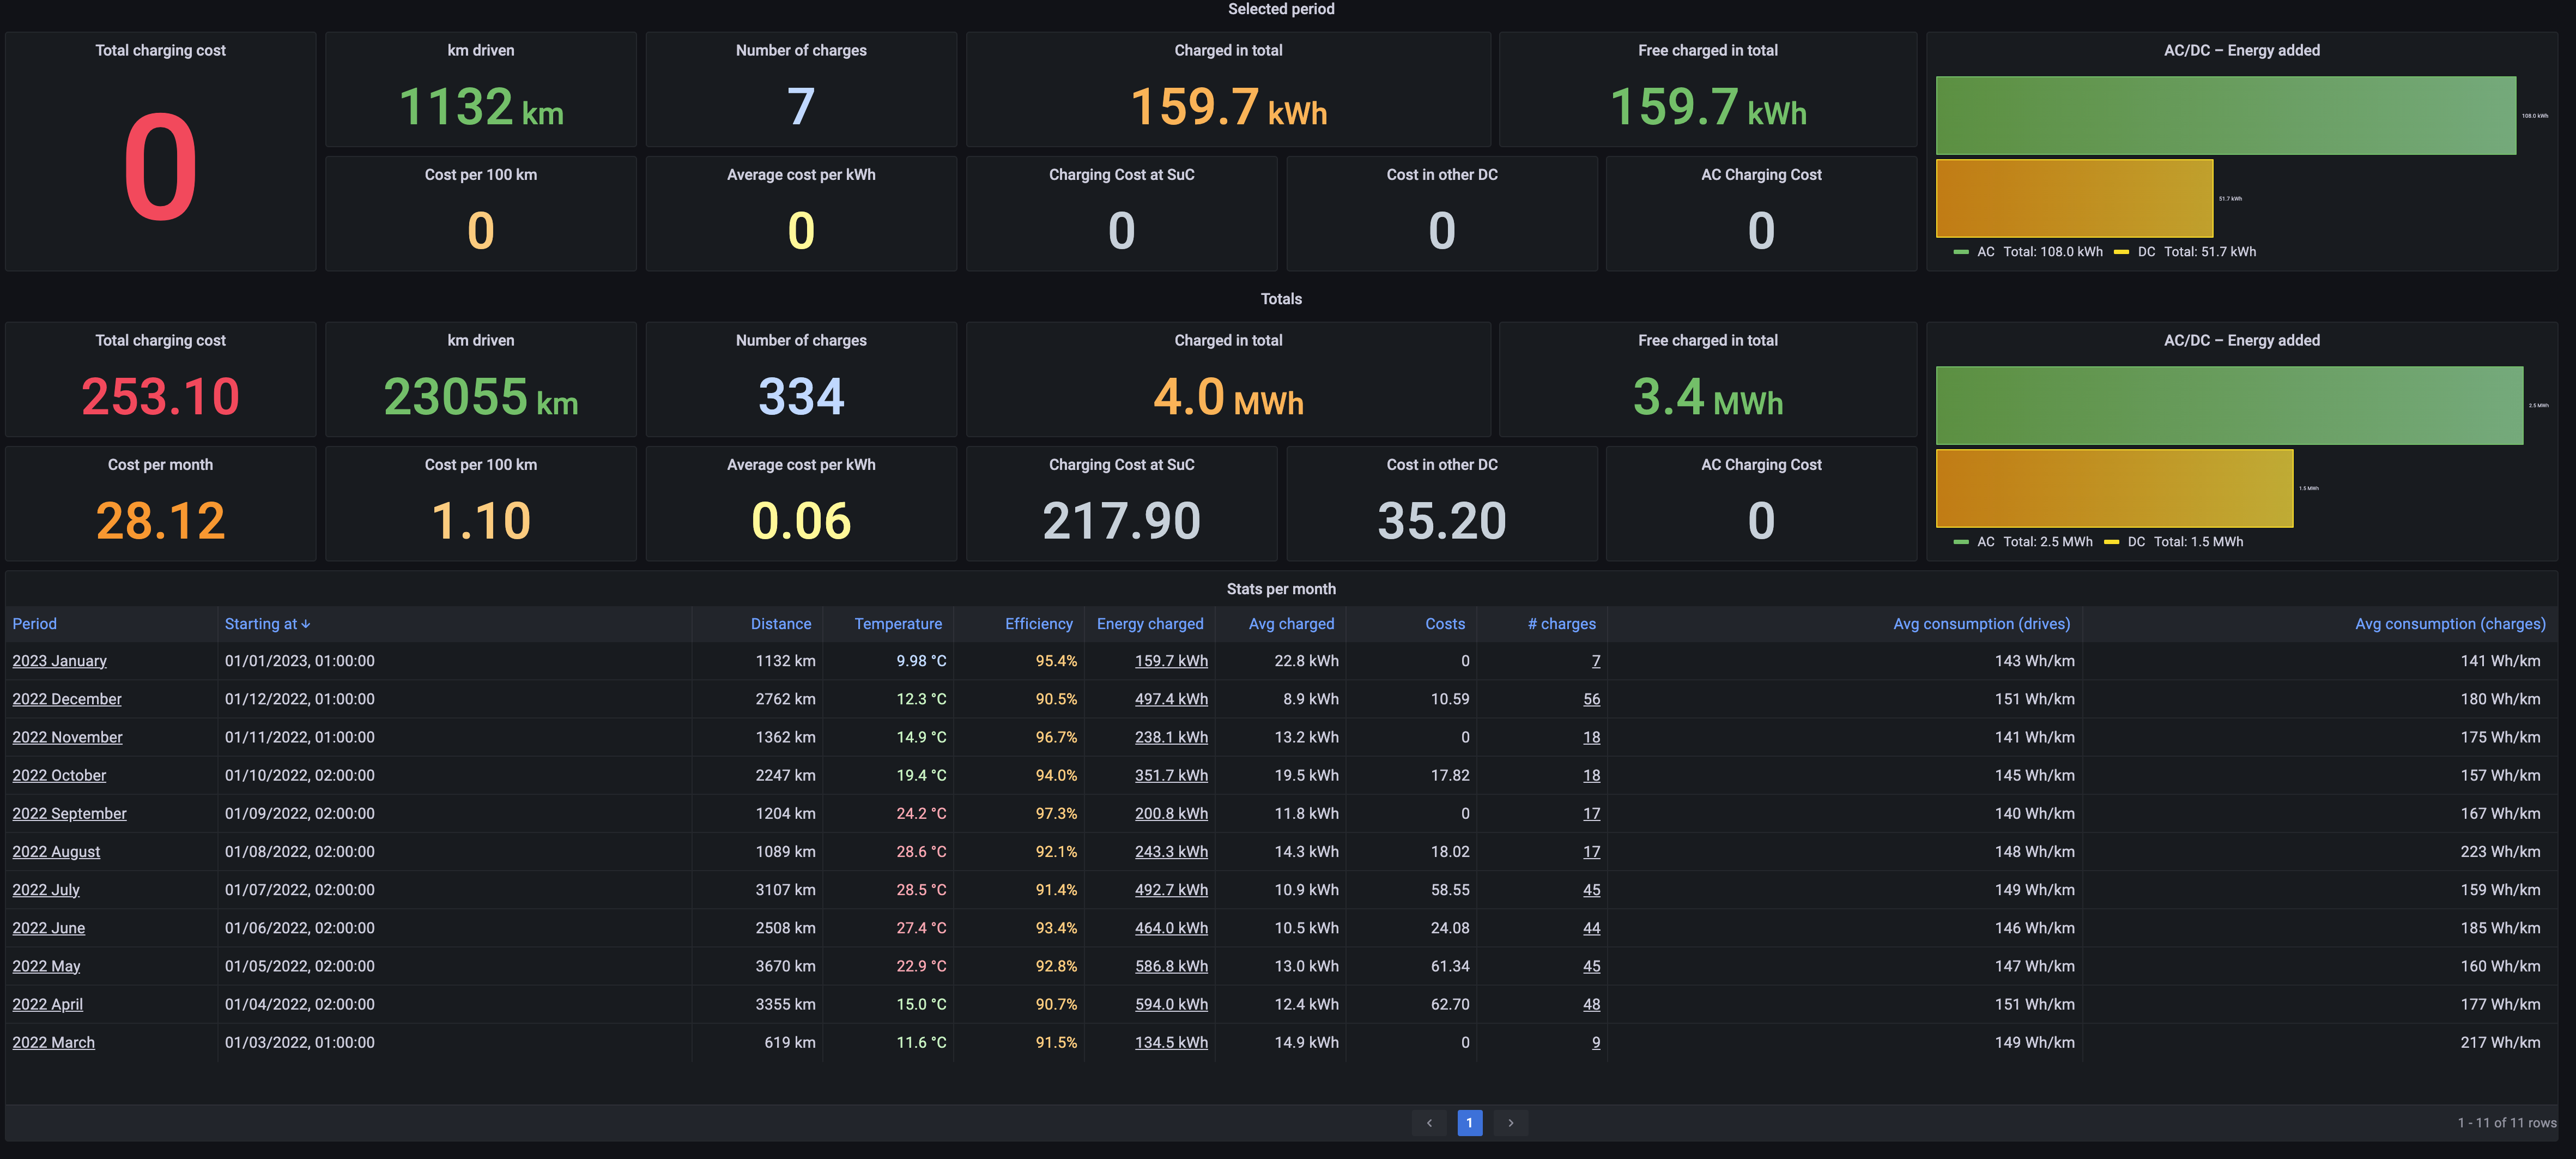 Selected period
Total charging cost
0
km driven
1132 km
Number of charges
7
Charged in total
159.7 kWh
Free charged in total
159.7 kWh
Cost per 100 km
0
Average cost per kWh
0
Charging Cost at SuC
0
Cost in other DC
0
AC Charging Cost
0
AC/DC – Energy added
108.0 kWh
51.7 kWh
AC Total: 108.0 kWh DC Total: 51.7 kWh
Totals
Total charging cost
253.10
km driven
23055 km
Number of charges
334
Charged in total
4.0 MWh
Free charged in total
3.4 MWh
Cost per month
28.12
Cost per 100 km
1.10
Average cost per kWh
0.06
Charging Cost at SuC
217.90
Cost in other DC
35.20
AC Charging Cost
0
AC/DC – Energy added
2.5 MWh
1.5 MWh
AC Total: 2.5 MWh DC Total: 1.5 MWh
Stats per month
Period Starting at ↓ Distance Temperature Efficiency Energy charged Avg charged Costs # charges Avg consumption (drives) Avg consumption (charges)
2023 January 01/01/2023, 01:00:00 1132 km 9.98 °C 95.4% 159.7 kWh 22.8 kWh 0 7 143 Wh/km 141 Wh/km
2022 December 01/12/2022, 01:00:00 2762 km 12.3 °C 90.5% 497.4 kWh 8.9 kWh 10.59 56 151 Wh/km 180 Wh/km
2022 November 01/11/2022, 01:00:00 1362 km 14.9 °C 96.7% 238.1 kWh 13.2 kWh 0 18 141 Wh/km 175 Wh/km
2022 October 01/10/2022, 02:00:00 2247 km 19.4 °C 94.0% 351.7 kWh 19.5 kWh 17.82 18 145 Wh/km 157 Wh/km
2022 September 01/09/2022, 02:00:00 1204 km 24.2 °C 97.3% 200.8 kWh 11.8 kWh 0 17 140 Wh/km 167 Wh/km
2022 August 01/08/2022, 02:00:00 1089 km 28.6 °C 92.1% 243.3 kWh 14.3 kWh 18.02 17 148 Wh/km 223 Wh/km
2022 July 01/07/2022, 02:00:00 3107 km 28.5 °C 91.4% 492.7 kWh 10.9 kWh 58.55 45 149 Wh/km 159 Wh/km
2022 June 01/06/2022, 02:00:00 2508 km 27.4 °C 93.4% 464.0 kWh 10.5 kWh 24.08 44 146 Wh/km 185 Wh/km
2022 May 01/05/2022, 02:00:00 3670 km 22.9 °C 92.8% 586.8 kWh 13.0 kWh 61.34 45 147 Wh/km 160 Wh/km
2022 April 01/04/2022, 02:00:00 3355 km 15.0 °C 90.7% 594.0 kWh 12.4 kWh 62.70 48 151 Wh/km 177 Wh/km
2022 March 01/03/2022, 01:00:00 619 km 11.6 °C 91.5% 134.5 kWh 14.9 kWh 0 9 149 Wh/km 217 Wh/km
‹ 1 ›
1 - 11 of 11 rows